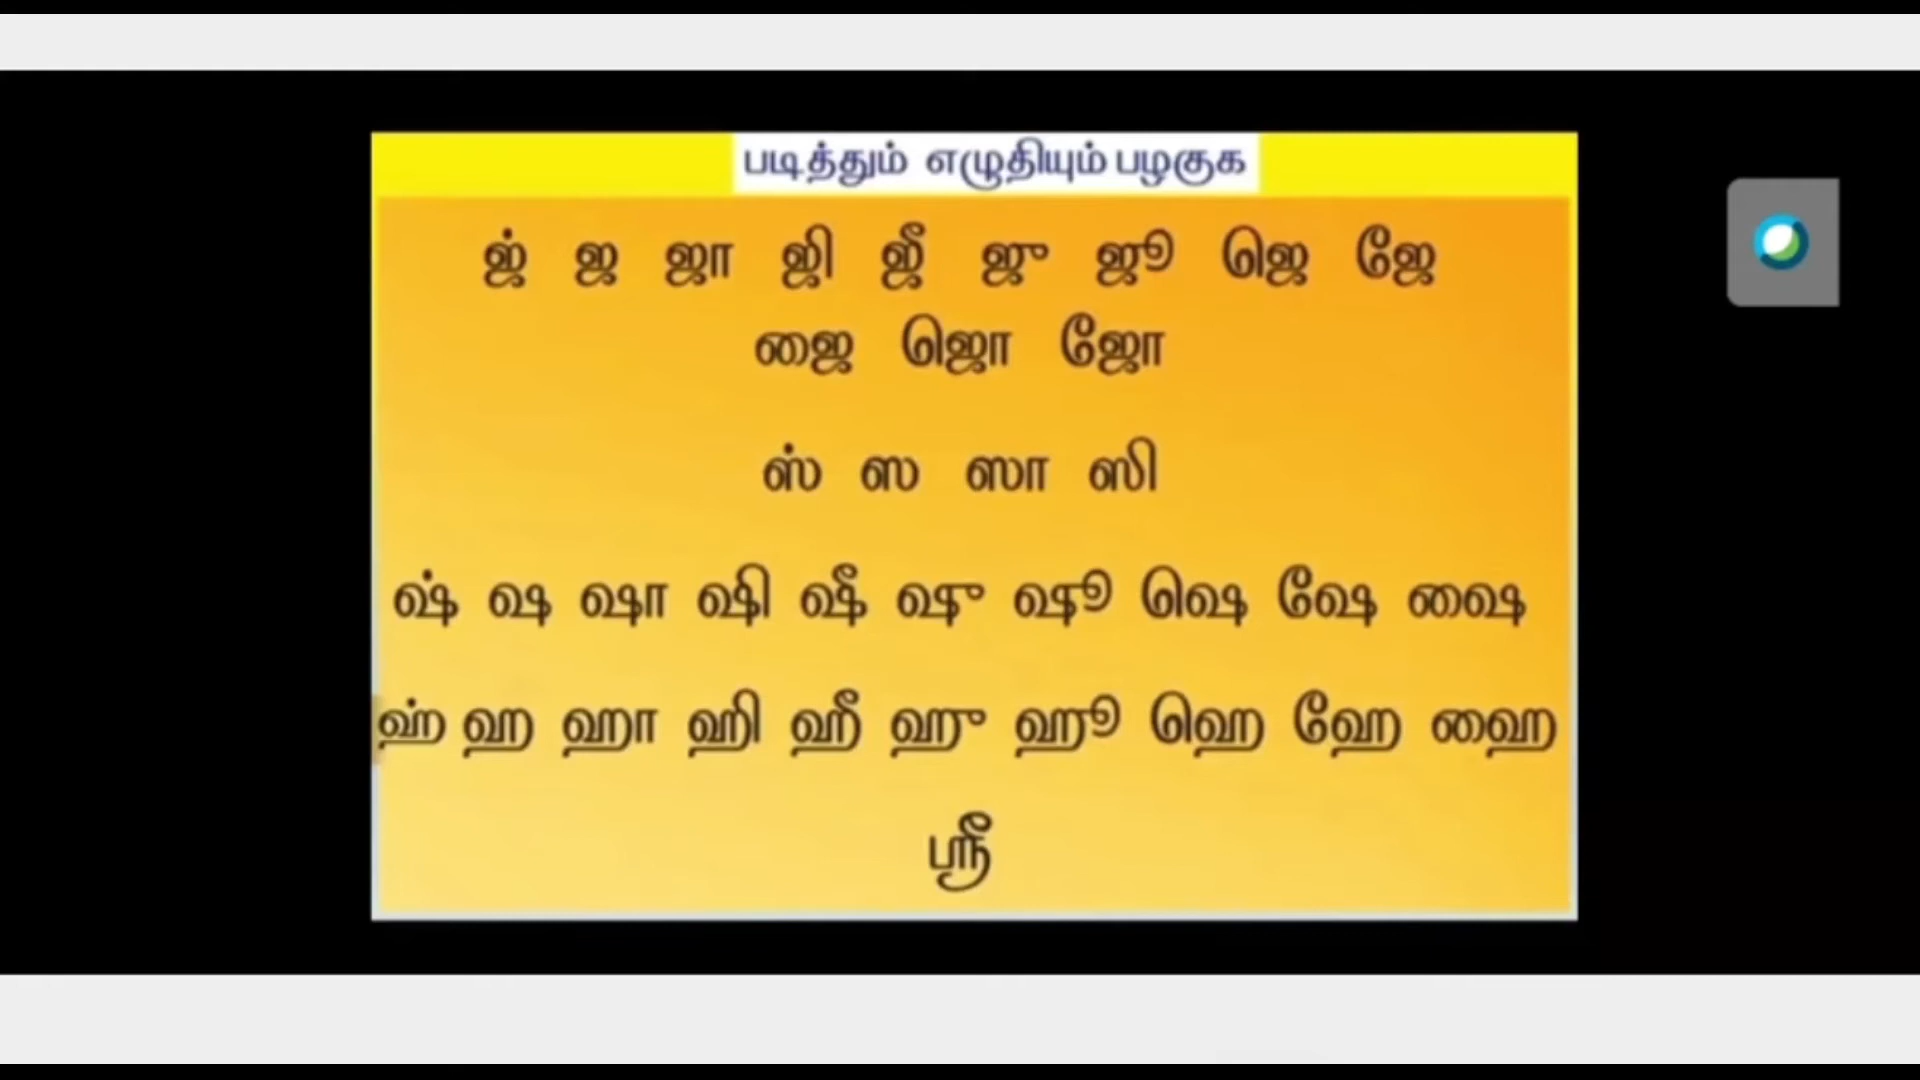 படித்தும் எழுதியும் பழகுக
ஜ் ஜ ஜா ஜி ஜீ ஜு ஜூ ஜெ ஜே
ஜை ஜொ ஜோ
ஸ் ஸ ஸா ஸி
ஷ் ஷ ஷா ஷி ஷீ ஷு ஷூ ஷெ ஷே ஷை
ஹ் ஹ ஹா ஹி ஹீ ஹு ஹூ ஹெ ஹே ஹை
ஸ்ரீ